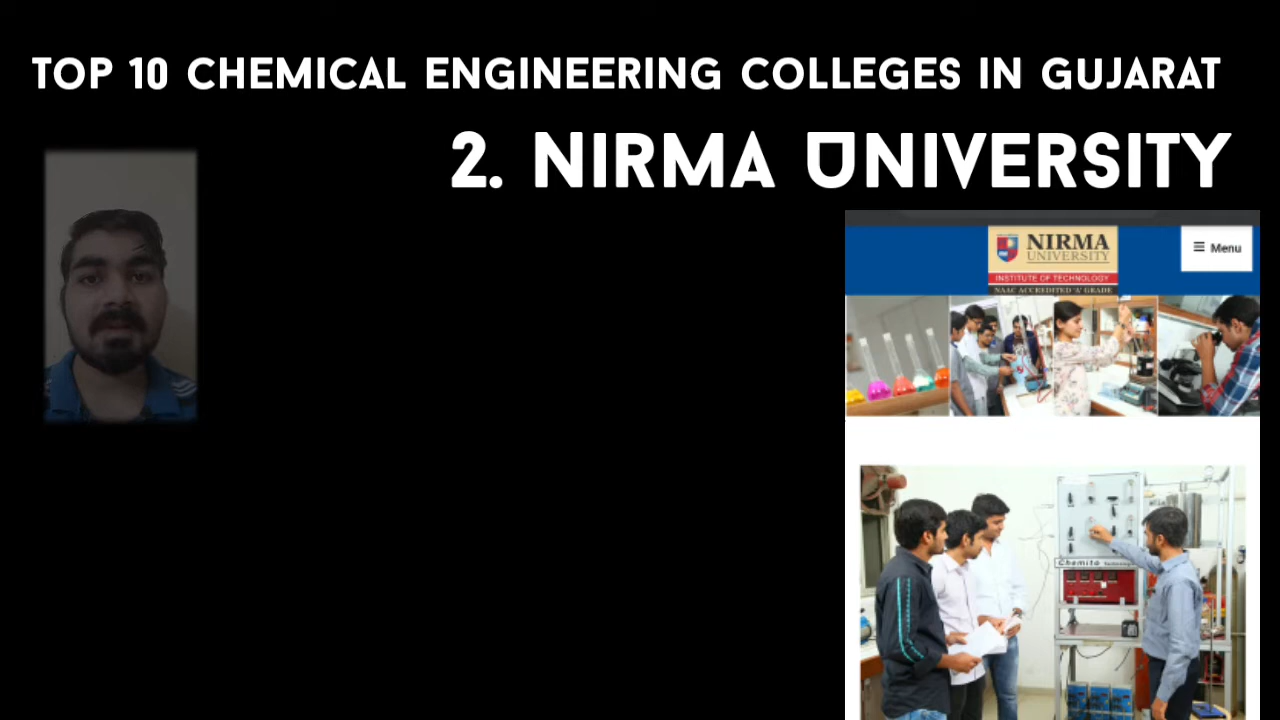 TOP 10 CHEMICAL ENGINEERING COLLEGES IN GUJARAT
2. NIRMA UNIVERSITY
NIRMA
UNIVERSITY
INSTITUTE OF TECHNOLOGY
NAAC ACCREDITED 'A' GRADE
Menu
Chemito